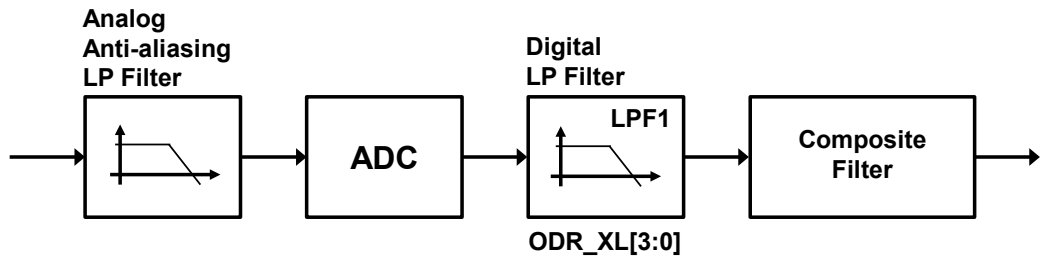 Analog
Anti-aliasing
LP Filter
ADC
Digital
LP Filter
LPF1
ODR_XL[3:0]
Composite
Filter